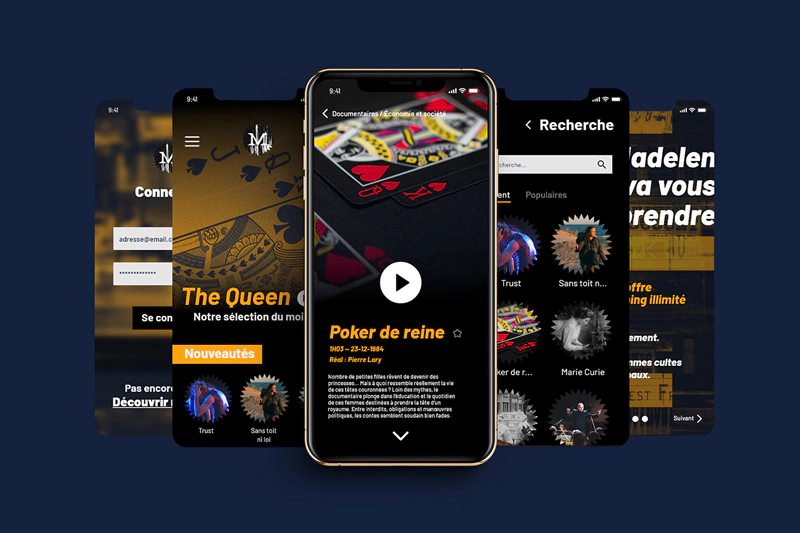 9:41
Conne
adresse@email.c
************
Se con
Pas encore
Découvrir
9:41
M
The Queen
Notre sélection du moi
Nouveautés
Trust
Sans toit
ni loi
9:41
Documentaires / Économie et société
Poker de reine
1H03 – 23-12-1984
Réal : Pierre Lary
Nombre de petites filles rêvent de devenir des
princesses... Mais à quoi ressemble réellement la vie
de ces têtes couronnées ? Loin des mythes, le
documentaire plonge dans l'éducation et le quotidien
de ces femmes destinées à prendre la tête d'un
royaume. Entre interdits, obligations et manœuvres
politiques, les contes semblent soudain bien fades.
Recherche
cherche...
ent
Populaires
Trust
Sans toit n...
ker de r...
Marie Curie
Madelen
va vous
prendre
offre
ing illimité
ement.
mmes cultes
aux.
EST FR
Suivant